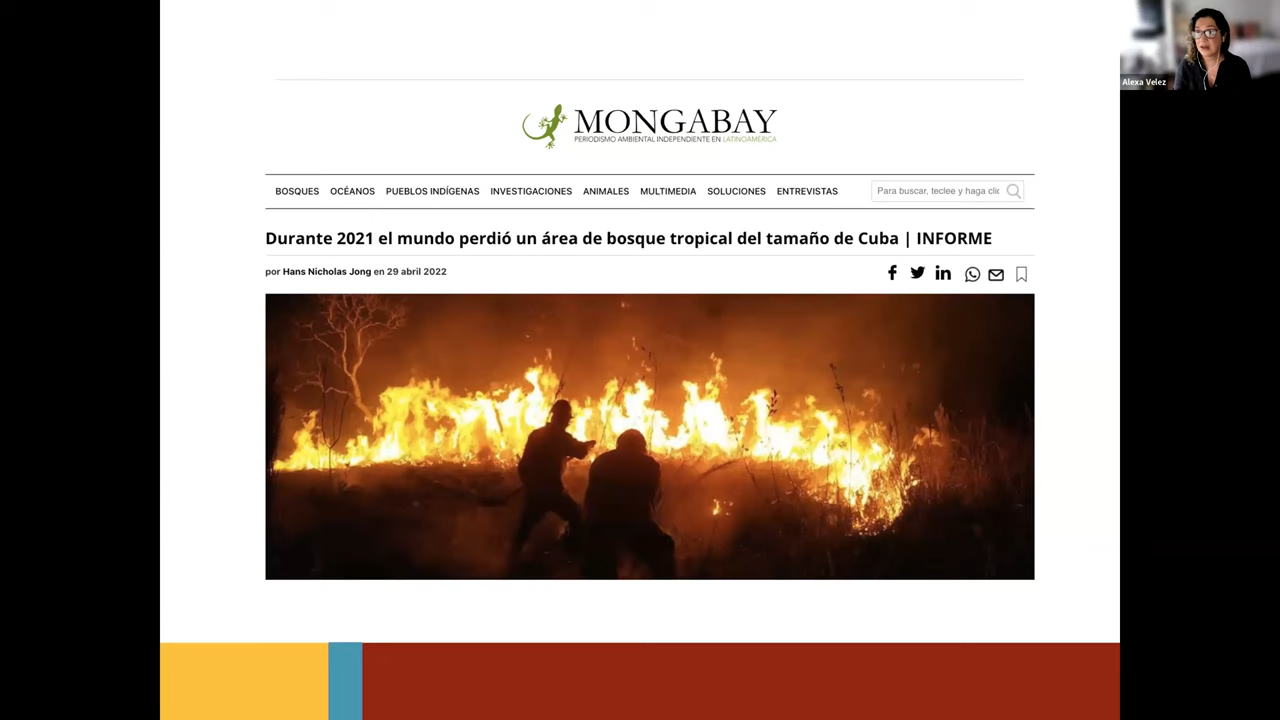 Alexa Velez
MONGABAY
PERIODISMO AMBIENTAL INDEPENDIENTE EN LATINOAMÉRICA
BOSQUES OCÉANOS PUEBLOS INDÍGENAS INVESTIGACIONES ANIMALES MULTIMEDIA SOLUCIONES ENTREVISTAS Para buscar, teclee y haga clic
Durante 2021 el mundo perdió un área de bosque tropical del tamaño de Cuba | INFORME
por Hans Nicholas Jong en 29 abril 2022